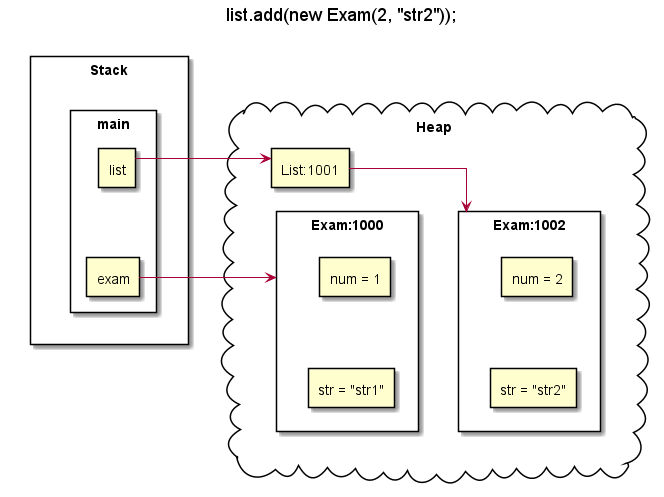 list.add(new Exam(2, "str2"));
Stack
main
list
exam
Heap
List:1001
Exam:1000
num = 1
str = "str1"
Exam:1002
num = 2
str = "str2"